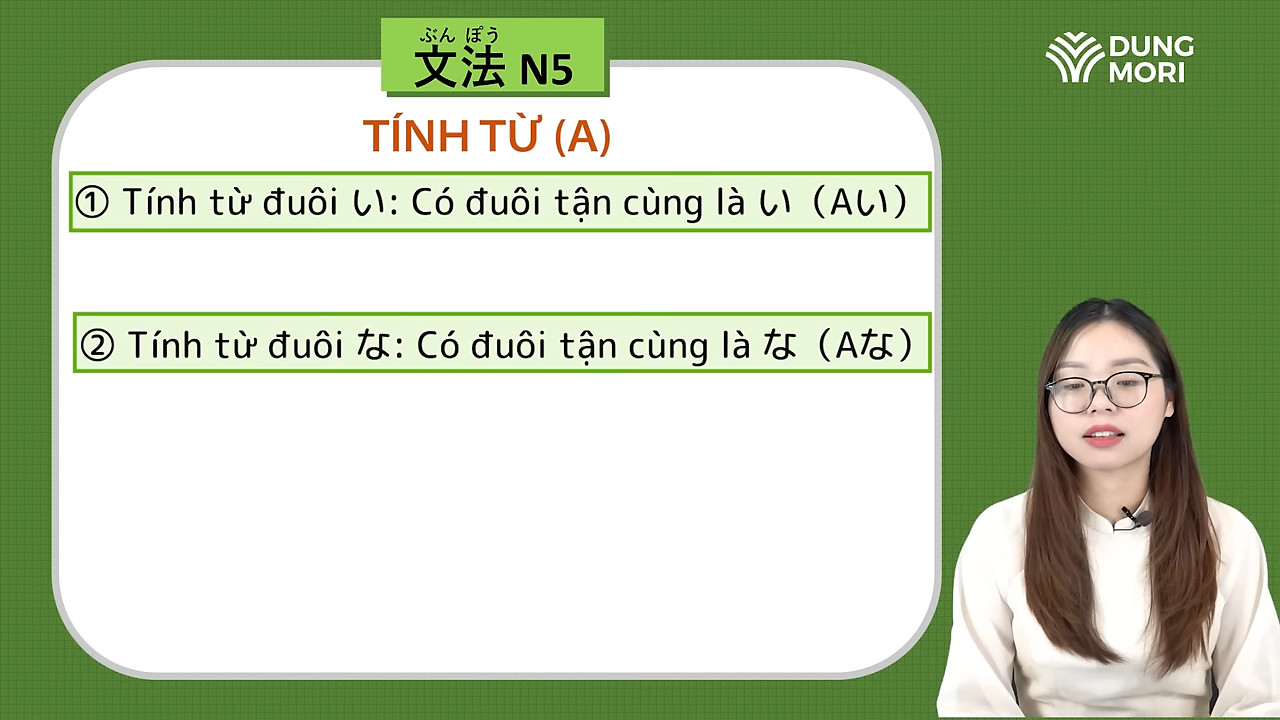 ぶん ぽう
文法 N5
DUNG
MORI
TÍNH TỪ (A)
① Tính từ đuôi い: Có đuôi tận cùng là い（Aい）
② Tính từ đuôi な: Có đuôi tận cùng là な（Aな）